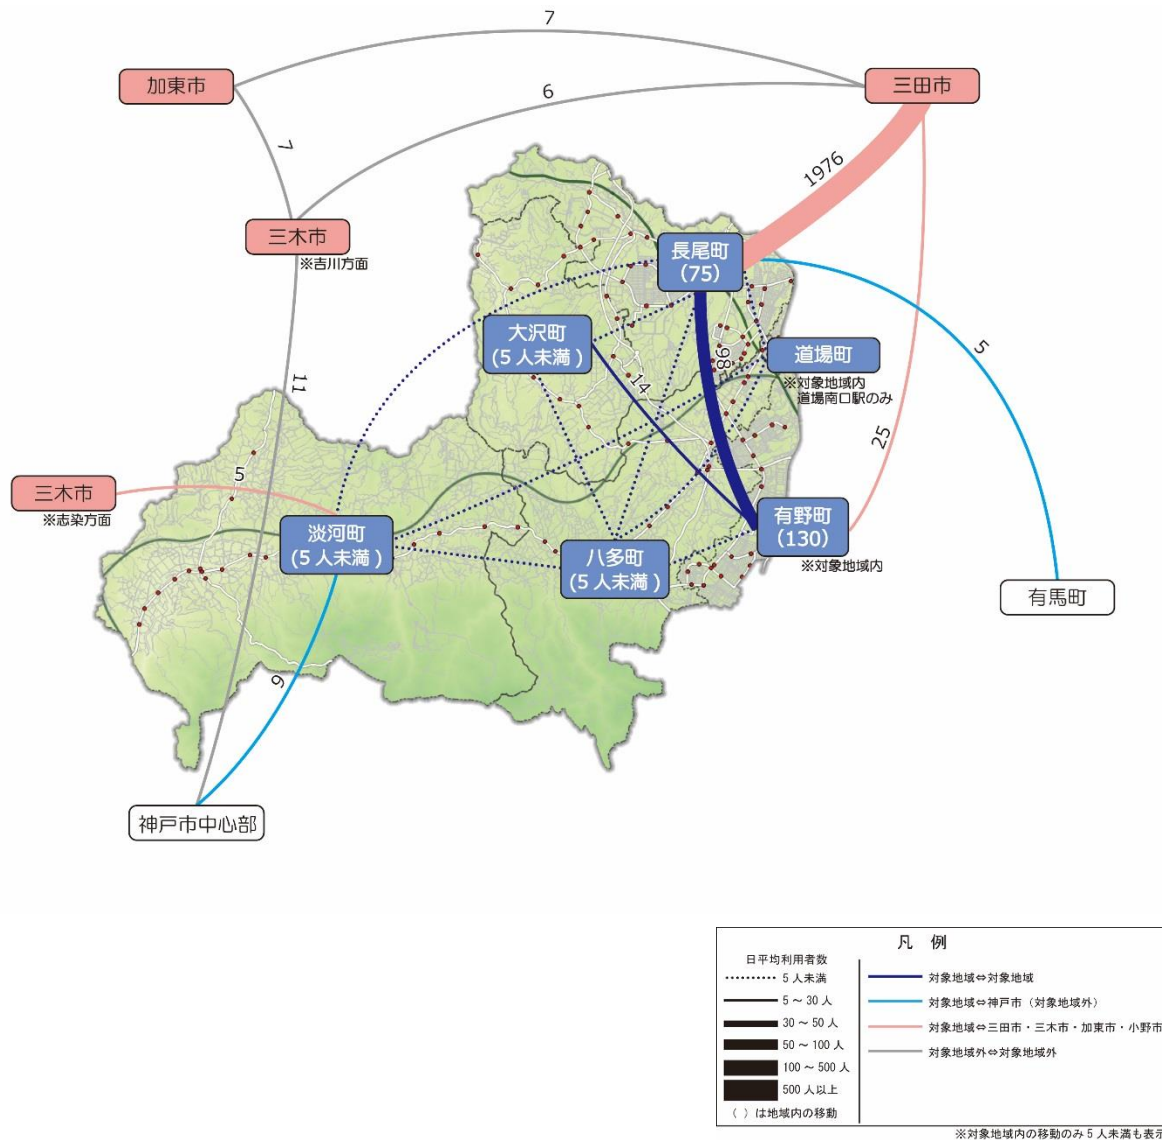 7
加東市
三田市
6
7
1976
三木市
※吉川方面
長尾町
(75)
大沢町
(5人未満)
道場町
※対象地域内
道場南口駅のみ
98
14
5
11
25
5
三木市
※志染方面
淡河町
(5人未満)
八多町
(5人未満)
有野町
(130)
※対象地域内
有馬町
9
神戸市中心部
凡 例
日平均利用者数
5人未満
5~30人
30~50人
50~100人
100~500人
500人以上
( )は地域内の移動
対象地域⇔対象地域
対象地域⇔神戸市(対象地域外)
対象地域⇔三田市・三木市・加東市・小野市
対象地域外⇔対象地域外
※対象地域内の移動のみ5人未満も表示